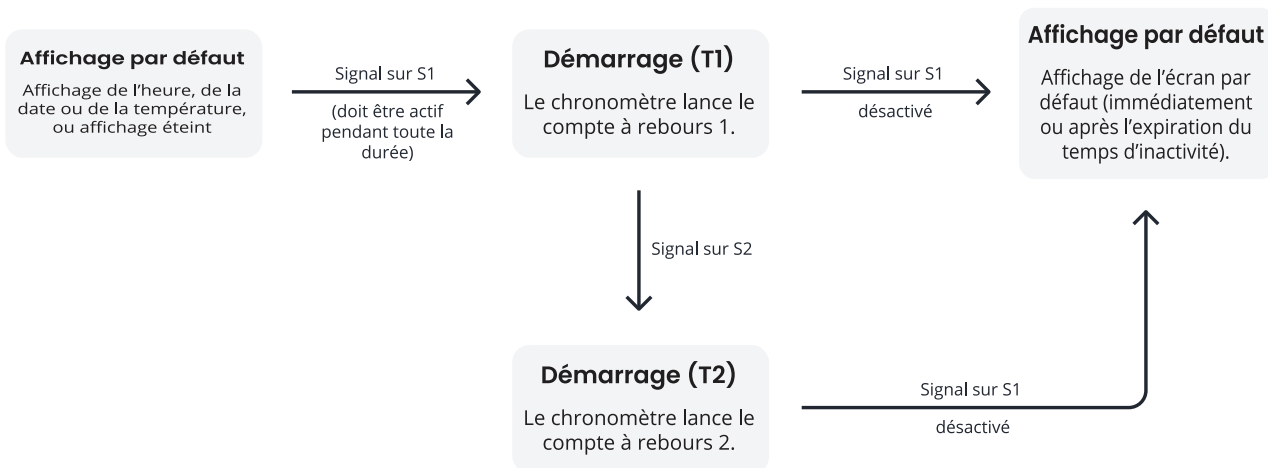 Affichage par défaut
Affichage de l'heure, de la
date ou de la température,
ou affichage éteint
Signal sur S1
(doit être actif
pendant toute la
durée)
Démarrage (T1)
Le chronomètre lance le
compte à rebours 1.
Signal sur S1
désactivé
Affichage par défaut
Affichage de l’écran par
défaut (immédiatement
ou après l’expiration du
temps d’inactivité).
Signal sur S2
Démarrage (T2)
Le chronomètre lance le
compte à rebours 2.
Signal sur S1
désactivé